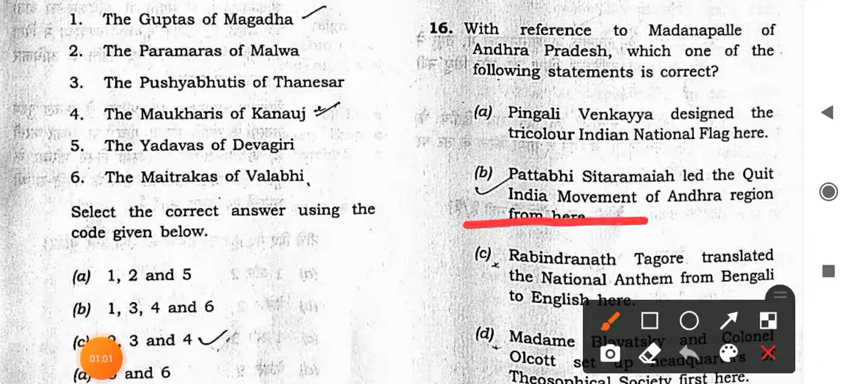 1. The Guptas of Magadha
2. The Paramaras of Malwa
3. The Pushyabhutis of Thanesar
4. The Maukharis of Kanauj
5. The Yadavas of Devagiri
6. The Maitrakas of Valabhi
Select the correct answer using the
code given below.
(a) 1, 2 and 5
(b) 1, 3, 4 and 6
(c) 3 and 4
and 6
01:01
16. With reference to Madanapalle of
Andhra Pradesh, which one of the
following statements is correct?
(a) Pingali Venkayya designed the
tricolour Indian National Flag here.
(b) Pattabhi Sitaramaiah led the Quit
India Movement of Andhra region
from here
(c) Rabindranath Tagore translated
the National Anthem from Bengali
to English here.
(d) Madame Blavatsky and Colonel
Olcott set up headquarters
Theosophical Society first here.